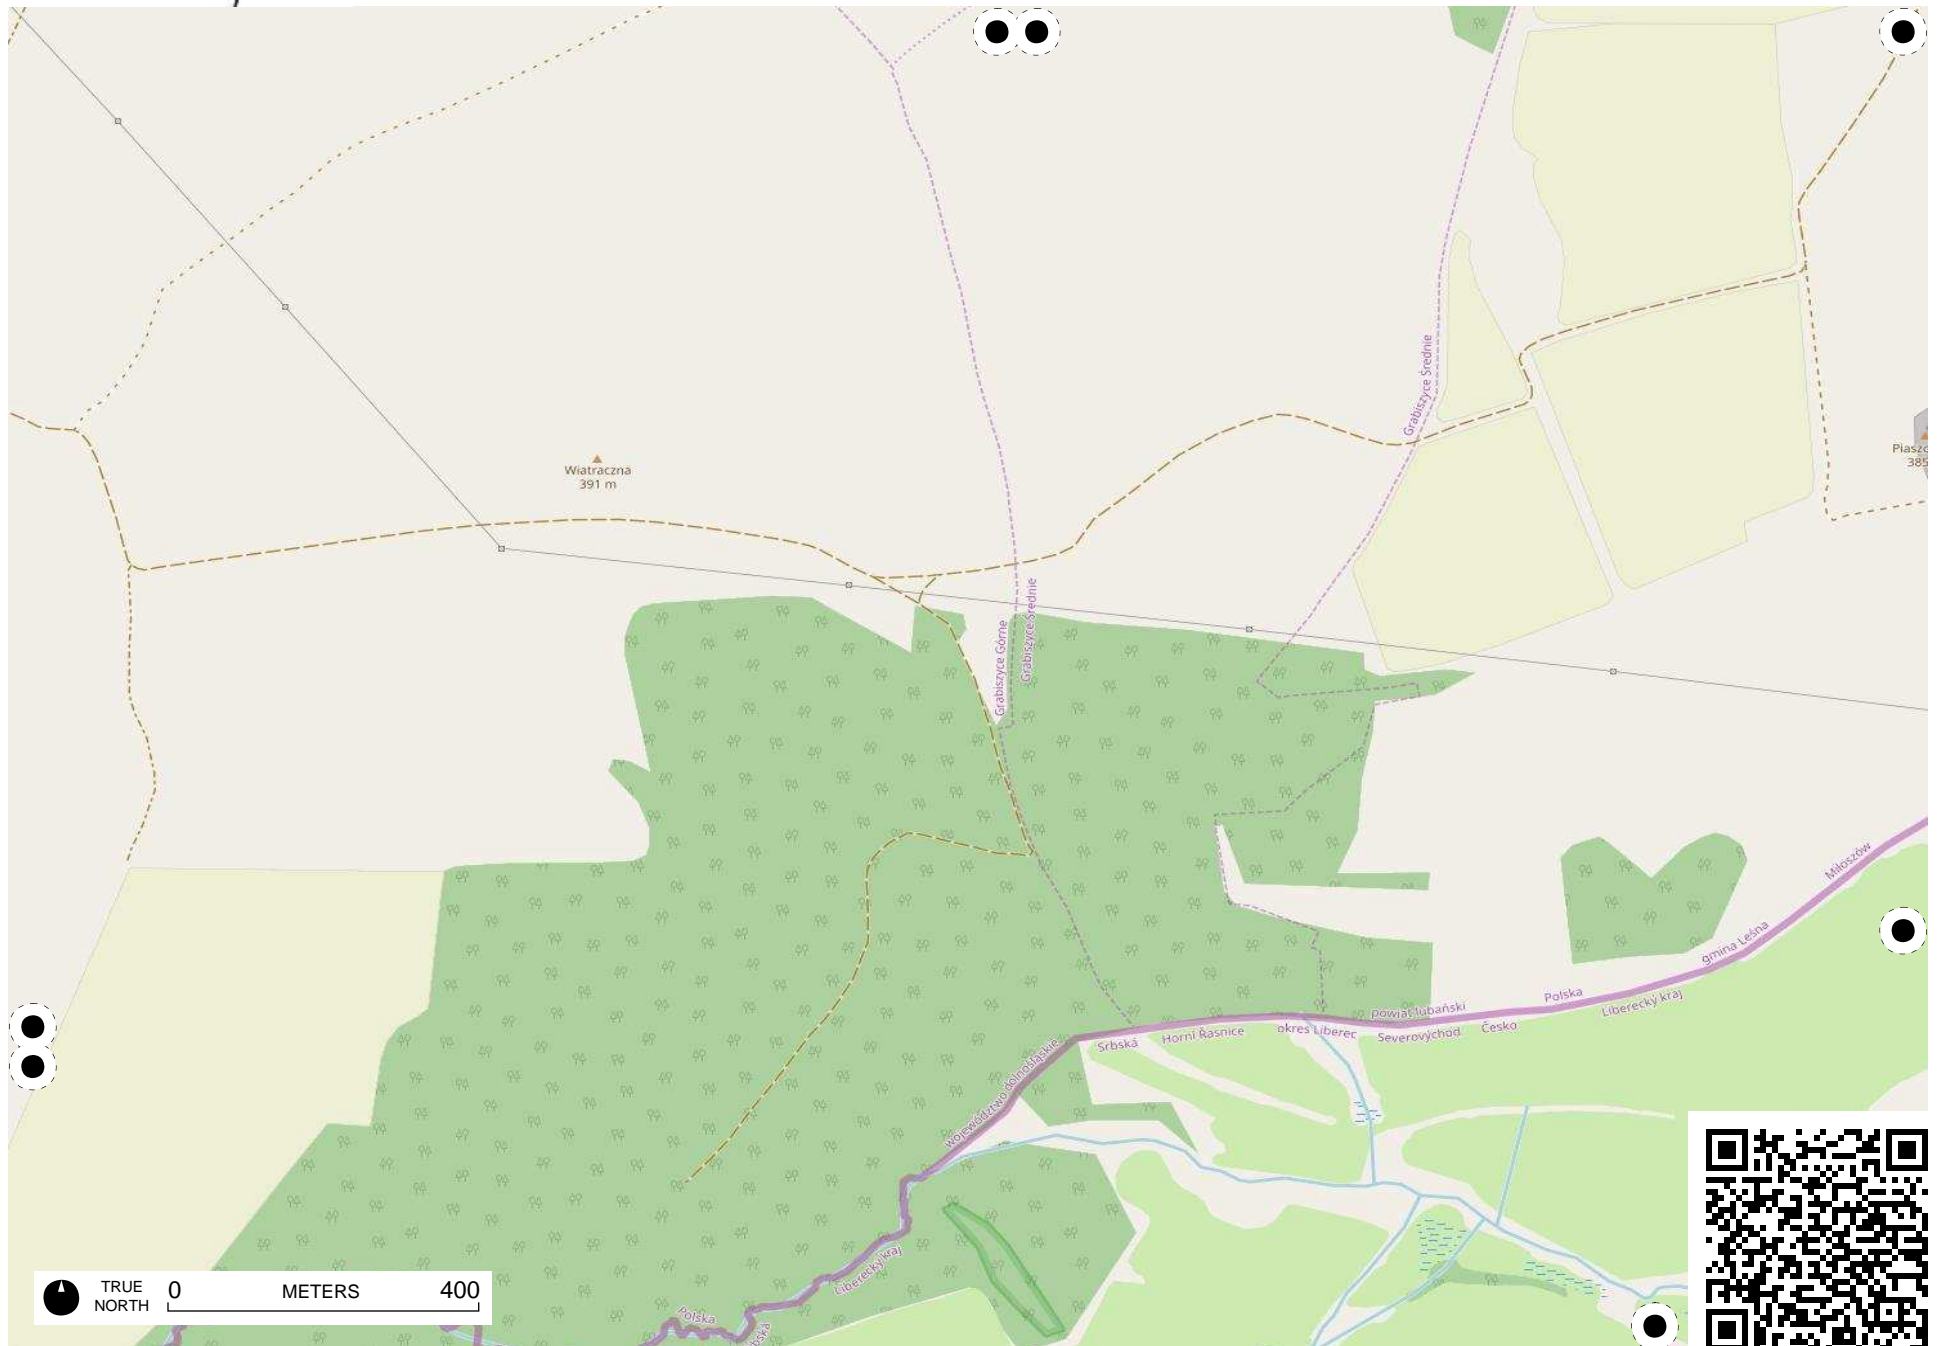 Grabiszyce Średnie
Wiatraczna
391 m
Grabiszyce Średnie
Grabiszyce Górne
Miłoszów
gmina Leśna
Polska
Liberecký kraj
powiat lubański
Česko
Severovýchod
okres Liberec
Horní Řasnice
Srbská
województwo dolnośląskie
Liberecký kraj
Polska
TRUE
NORTH
0 METERS 400